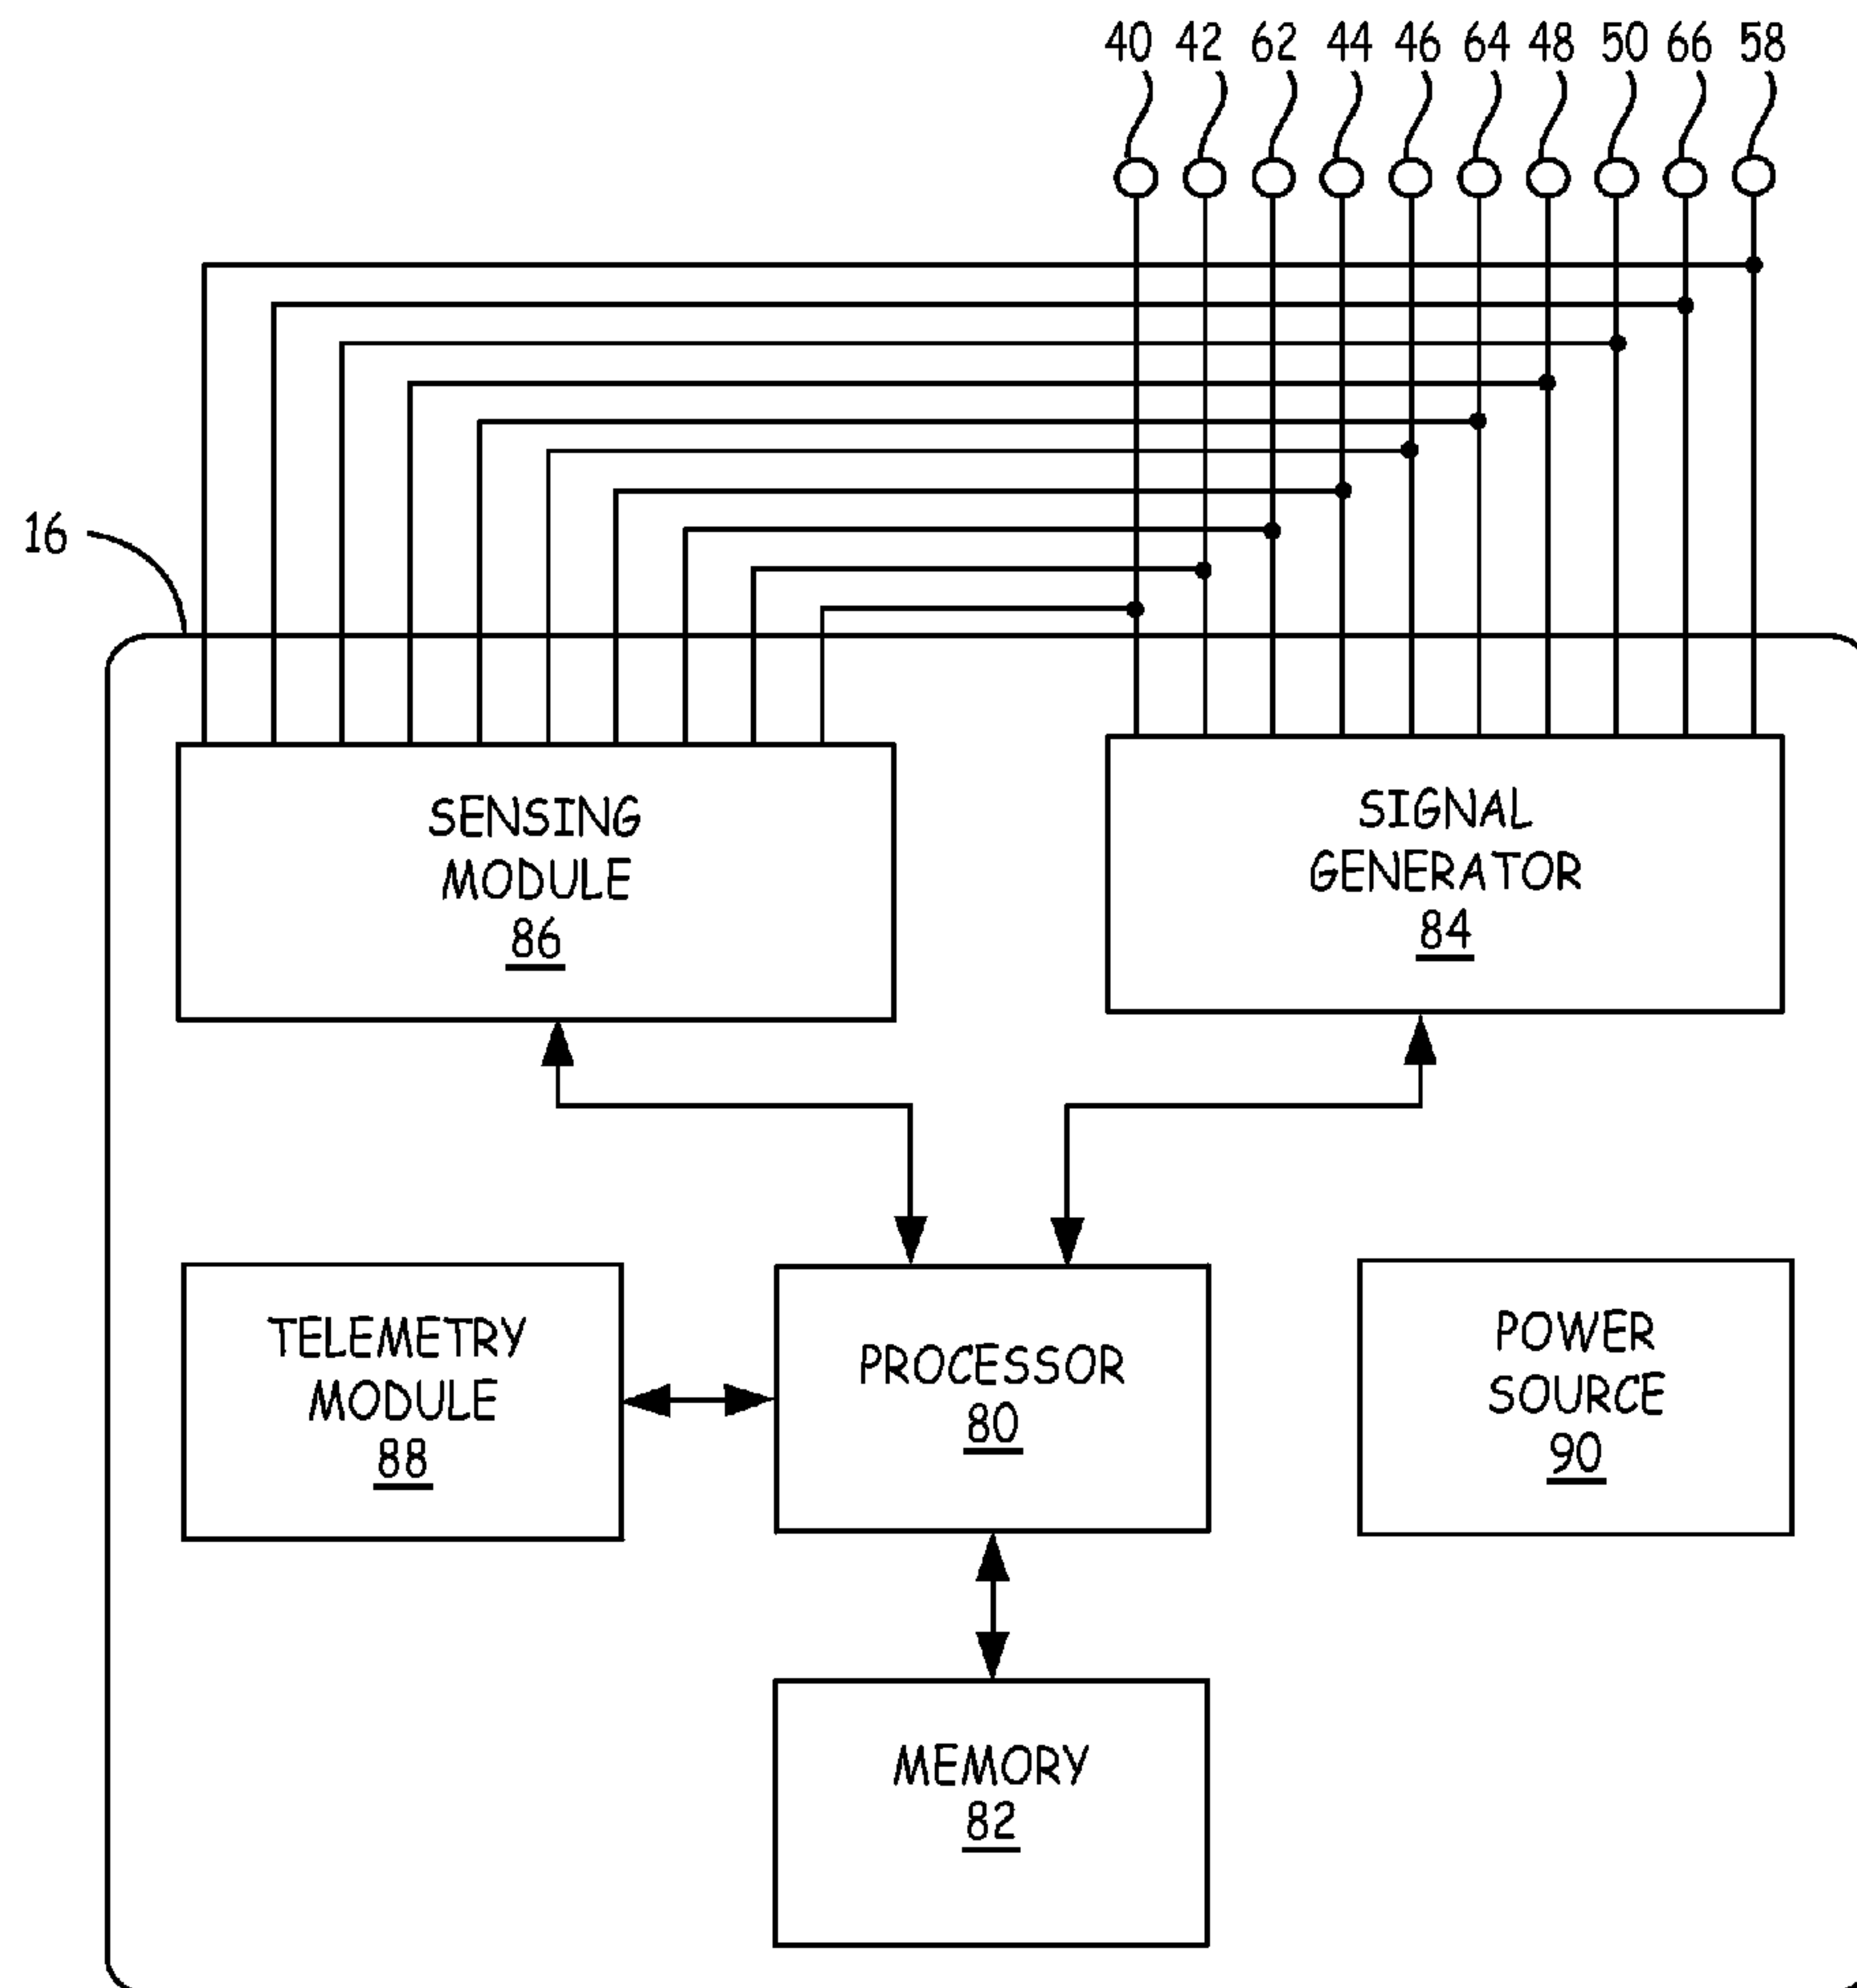 40 42 62 44 46 64 48 50 66 58
16
SENSING
MODULE
86
SIGNAL
GENERATOR
84
TELEMETRY
MODULE
88
PROCESSOR
80
POWER
SOURCE
90
MEMORY
82